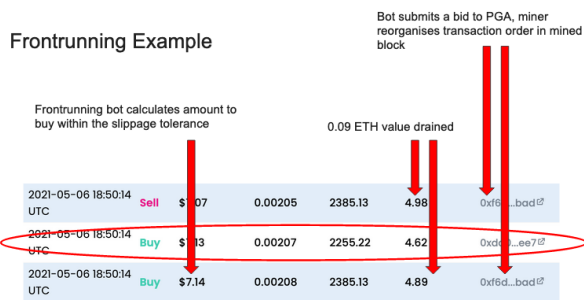 Bot submits a bid to PGA, miner
reorganises transaction order in mined
block
Frontrunning Example
Frontrunning bot calculates amount to
buy within the slippage tolerance
0.09 ETH value drained
2021-05-06 18:50:14 UTC Sell 0.00205 2385.13 4.98
2021-05-06 18:50:14 UTC Buy 0.00207 2255.22 4.62
2021-05-06 18:50:14 UTC Buy $7.14 0.00208 2385.13 4.89